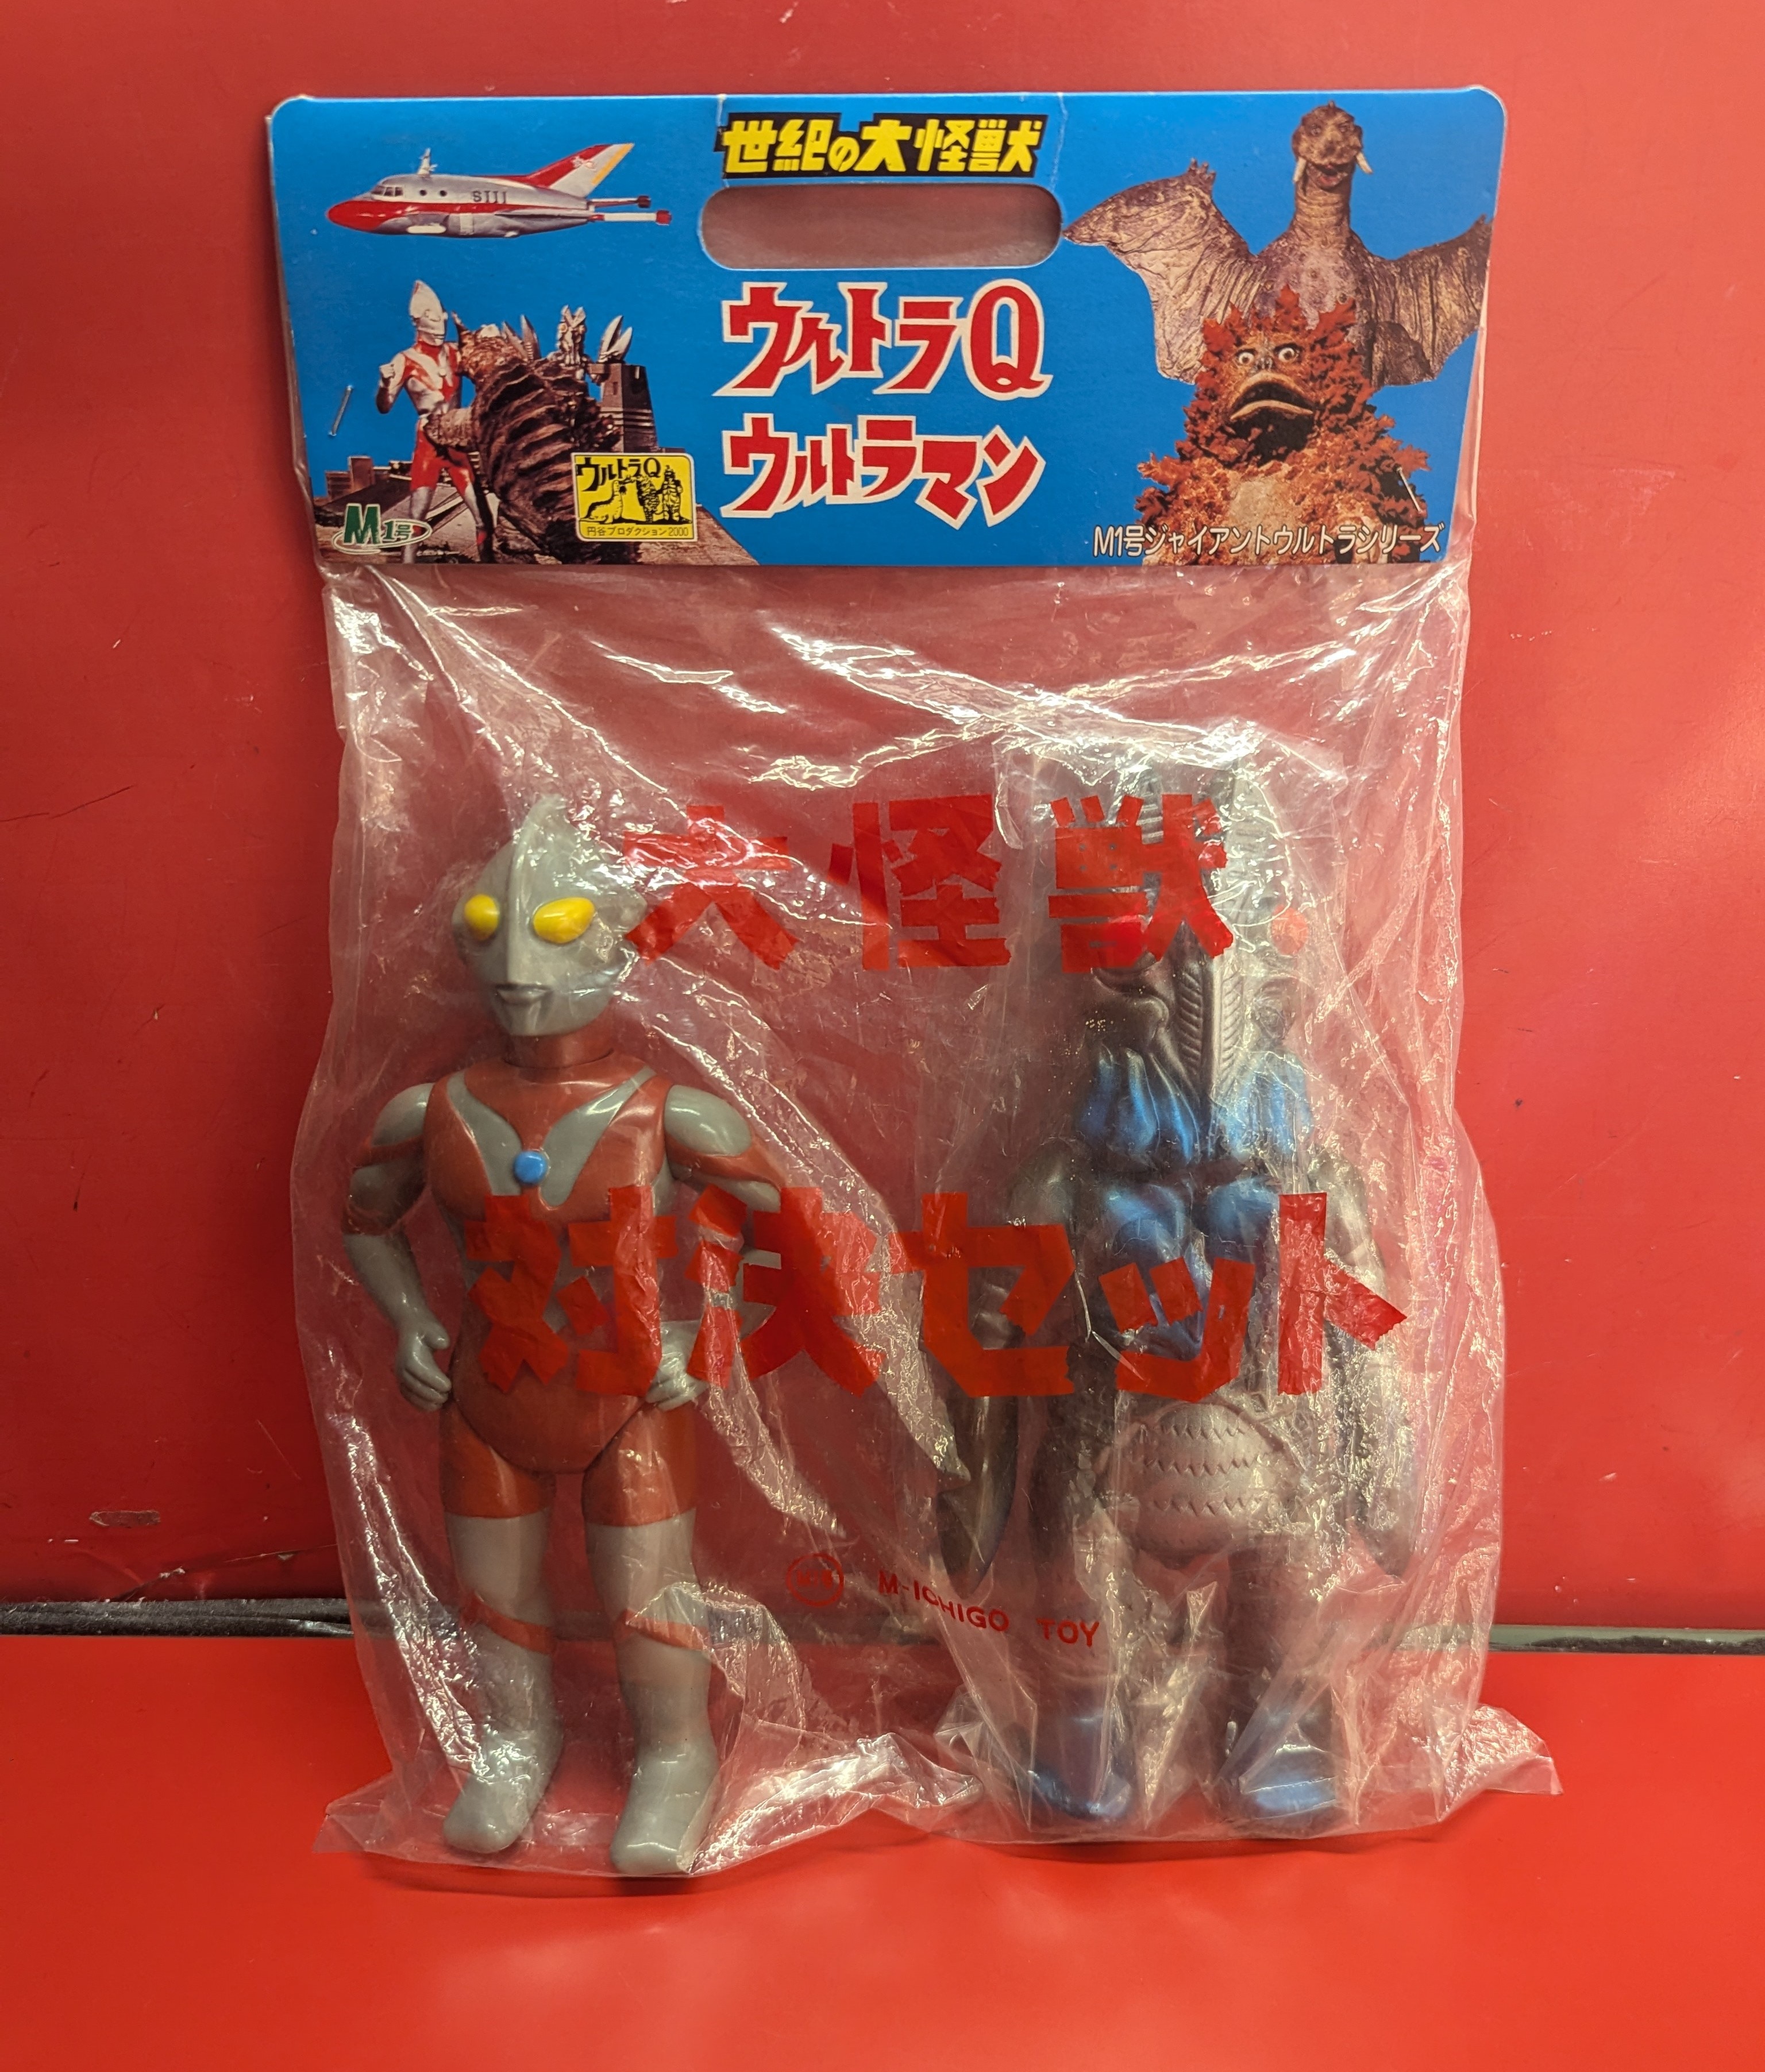 世紀の大怪獣
SIII
ウルトラQ
ウルトラマン
ウルトラQ
円谷プロダクション2000
M1号
M1号ジャイアントウルトラシリーズ
大怪獣
対決セット
M-ICHIGO TOY